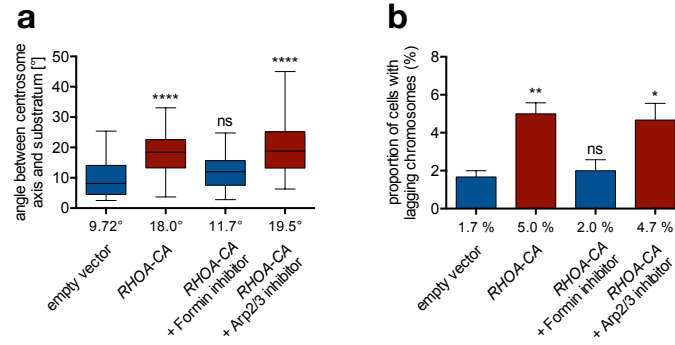 a
angle between centrosome
axis and substratum [°]
50
40
30
20
10
0
****
ns
****
9.72°
18.0°
11.7°
19.5°
empty vector
RHOA-CA
RHOA-CA
+ Formin inhibitor
RHOA-CA
+ Arp2/3 inhibitor
b
proportion of cells with
lagging chromosomes (%)
8
6
4
2
0
**
ns
*
1.7 %
5.0 %
2.0 %
4.7 %
empty vector
RHOA-CA
RHOA-CA
+ Formin inhibitor
RHOA-CA
+ Arp2/3 inhibitor